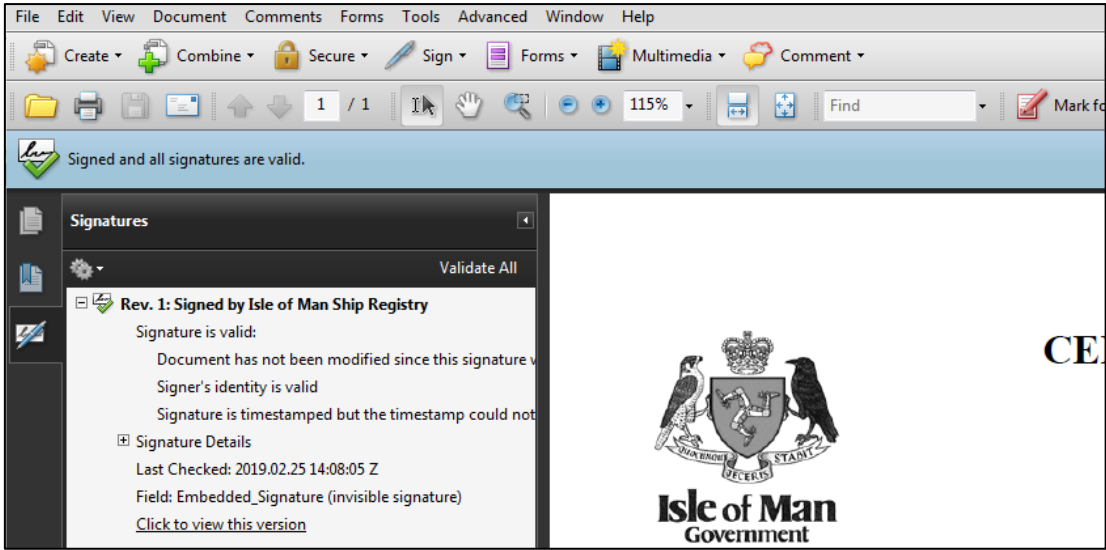 File Edit View Document Comments Forms Tools Advanced Window Help
Create Combine Secure Sign Forms Multimedia Comment
1 / 1 115% Find Mark fo
Signed and all signatures are valid.
Signatures
Validate All
Rev. 1: Signed by Isle of Man Ship Registry
Signature is valid:
Document has not been modified since this signature w
Signer's identity is valid
Signature is timestamped but the timestamp could not
Signature Details
Last Checked: 2019.02.25 14:08:05 Z
Field: Embedded_Signature (invisible signature)
Click to view this version
CE
QUOCUNQUE JECERIS STABIT
Isle of Man
Government